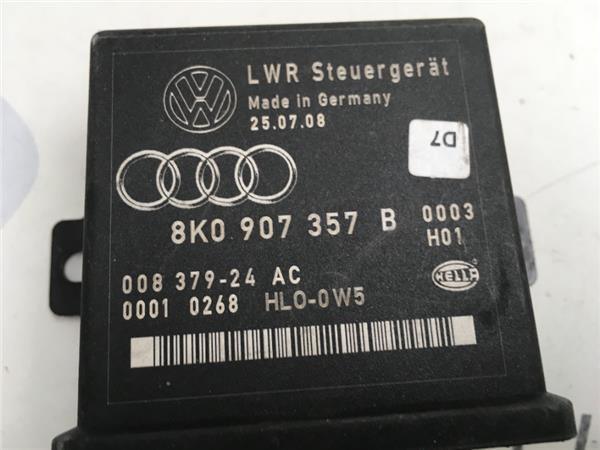 LWR Steuergerät
Made in Germany
25.07.08
D7
8K0 907 357 B 0003
H01
008 379-24 AC
0001 0268 HLO-0W5
HELLA